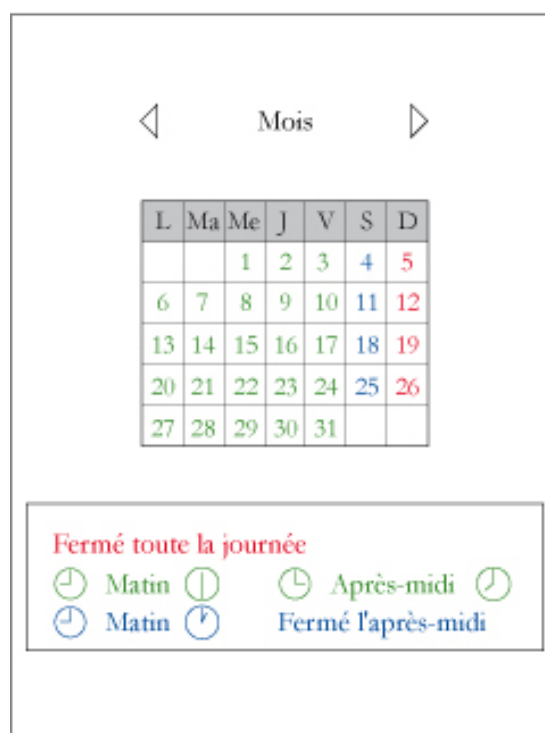 Mois
L Ma Me J V S D
1 2 3 4 5
6 7 8 9 10 11 12
13 14 15 16 17 18 19
20 21 22 23 24 25 26
27 28 29 30 31
Fermé toute la journée
Matin Après-midi
Matin Fermé l'après-midi